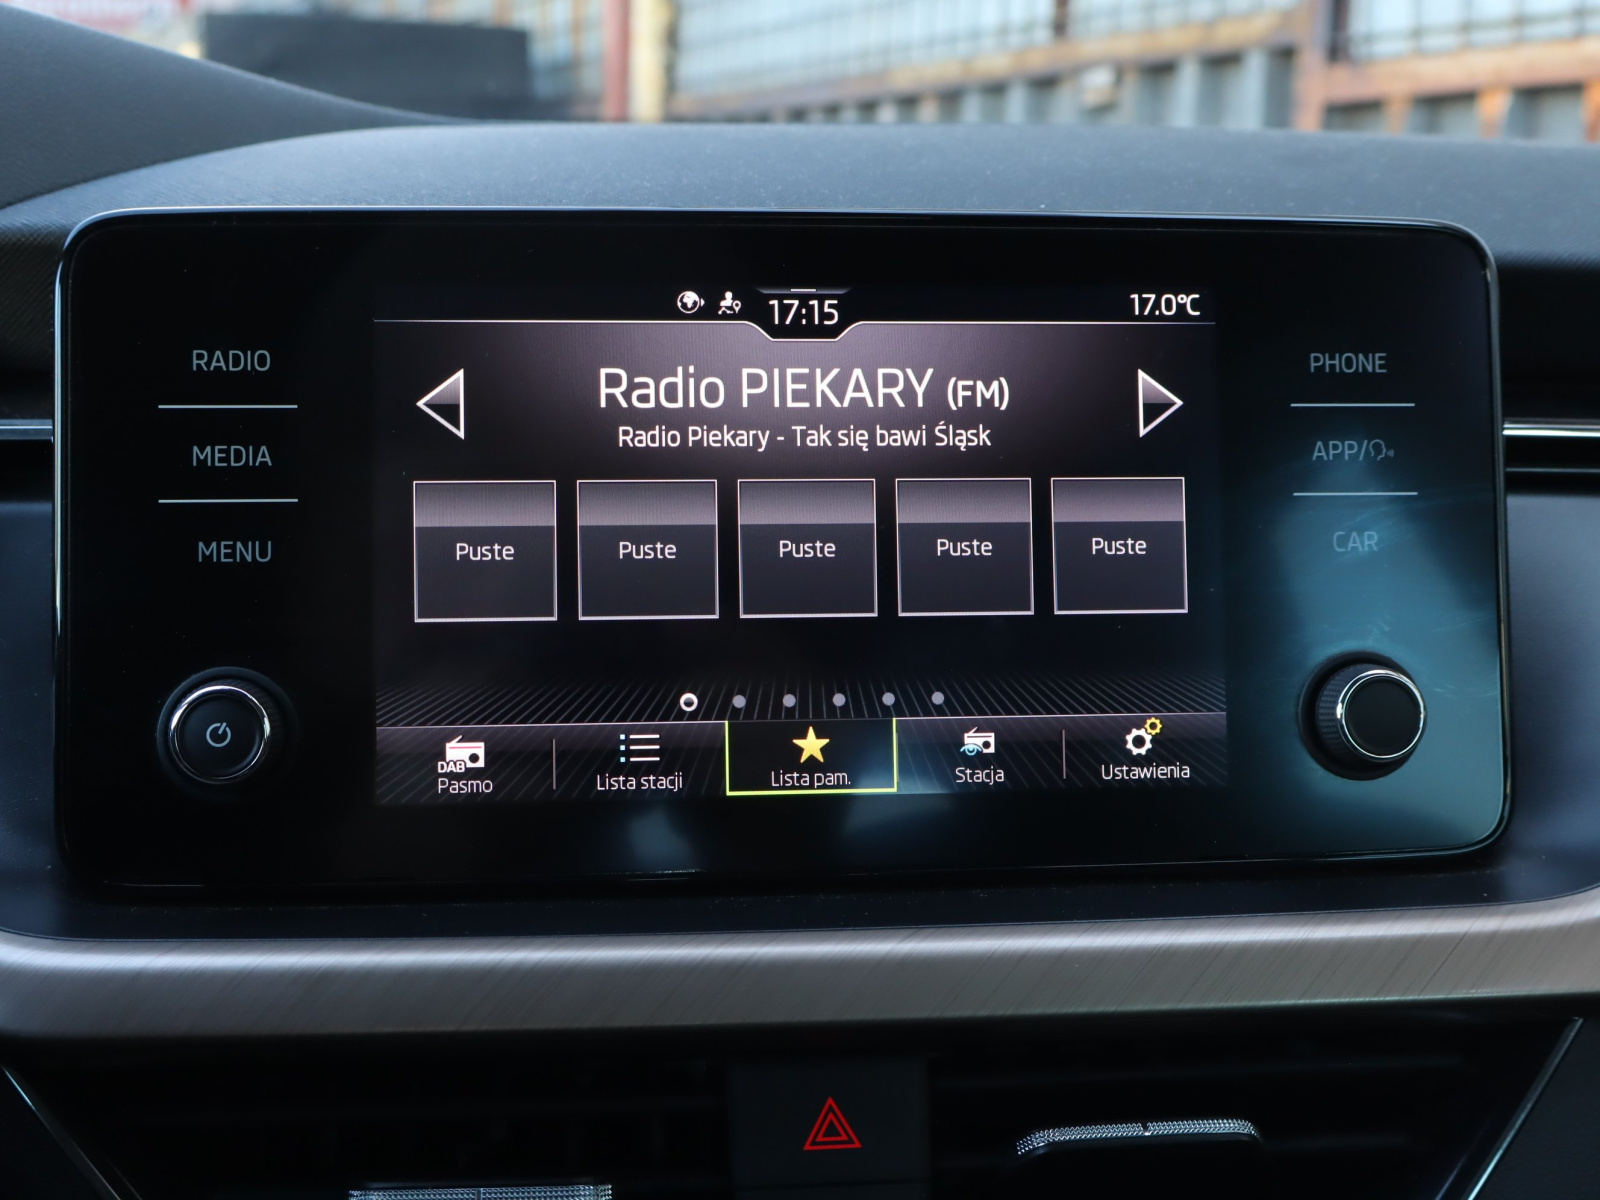 17:15
17.0°C
RADIO
MEDIA
MENU
Radio PIEKARY (FM)
Radio Piekary - Tak się bawi Śląsk
Puste
Puste
Puste
Puste
Puste
DAB
Pasmo
Lista stacji
Lista pam.
Stacja
Ustawienia
PHONE
APP/
CAR